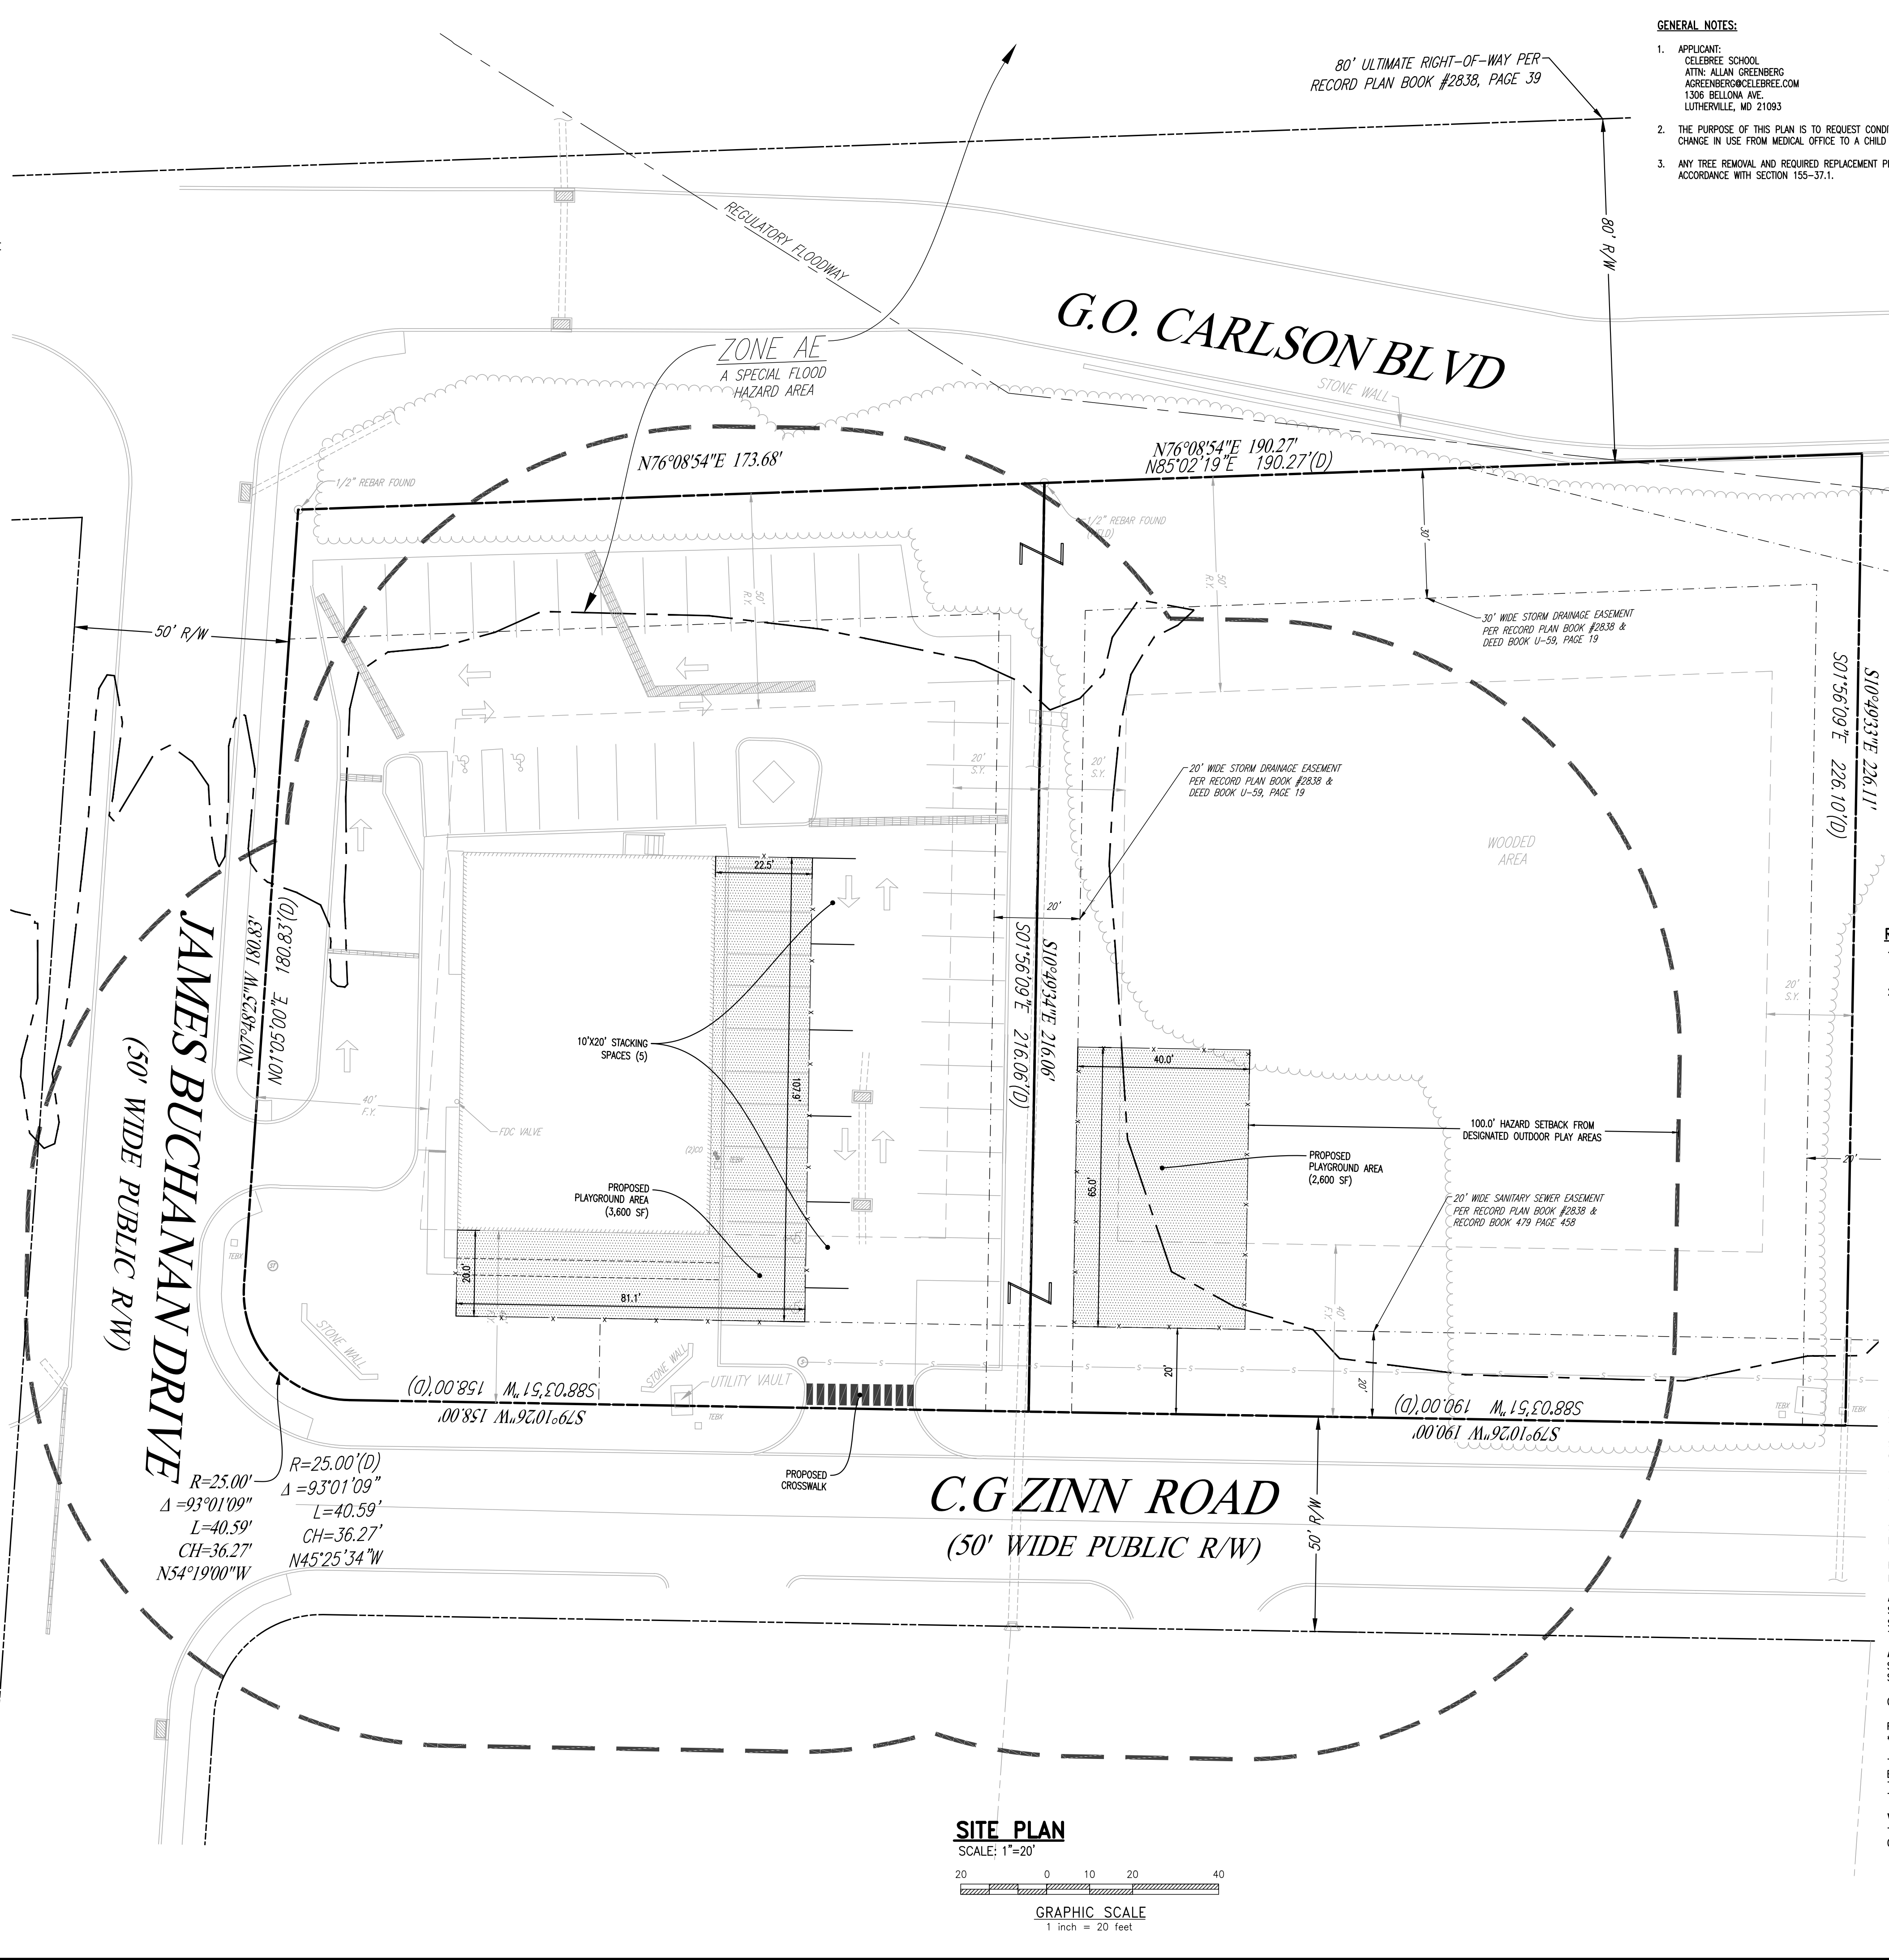 GENERAL NOTES:
1. APPLICANT:
CELEBREE SCHOOL
ATTN: ALLAN GREENBERG
AGREENBERG@CELEBREE.COM
1306 BELLONA AVE.
LUTHERVILLE, MD 21093
2. THE PURPOSE OF THIS PLAN IS TO REQUEST CONDI
CHANGE IN USE FROM MEDICAL OFFICE TO A CHILD
3. ANY TREE REMOVAL AND REQUIRED REPLACEMENT
ACCORDANCE WITH SECTION 155-37.1.
80' ULTIMATE RIGHT-OF-WAY PER
RECORD PLAN BOOK #2838, PAGE 39
80' R/W
REGULATORY FLOODWAY
G.O. CARLSON BLVD
STONE WALL
ZONE AE
A SPECIAL FLOOD
HAZARD AREA
N76°08'54"E 173.68'
N76°08'54"E 190.27'
N85°02'19"E 190.27'(D)
1/2" REBAR FOUND
1/2" REBAR FOUND
(HELD)
50'
R.Y.
50'
R.Y.
30'
30' WIDE STORM DRAINAGE EASEMENT
PER RECORD PLAN BOOK #2838 &
DEED BOOK U-59, PAGE 19
50' R/W
S10°49'33"E 226.11'
S01°56'09"E 226.10'(D)
20'
S.Y.
20'
S.Y.
20' WIDE STORM DRAINAGE EASEMENT
PER RECORD PLAN BOOK #2838 &
DEED BOOK U-59, PAGE 19
WOODED
AREA
22.5'
20'
107.9'
10'X20' STACKING
SPACES (5)
S01°56'09"E 216.06'(D)
S10°49'34"E 216.06'
20'
S.Y.
N07°48'25"W 180.83'
N01°05'00"E 180.83'(D)
JAMES BUCHANAN DRIVE
(50' WIDE PUBLIC R/W)
40'
F.Y.
FDC VALVE
(2)CO
TEBX
40.0'
65.0'
100.0' HAZARD SETBACK FROM
DESIGNATED OUTDOOR PLAY AREAS
20'
PROPOSED
PLAYGROUND AREA
(2,600 SF)
PROPOSED
PLAYGROUND AREA
(3,600 SF)
20' WIDE SANITARY SEWER EASEMENT
PER RECORD PLAN BOOK #2838 &
RECORD BOOK 479 PAGE 458
TEBX
20.0'
81.1'
40'
F.Y.
40'
F.Y.
STONE WALL
STONE WALL
UTILITY VAULT
TEBX
S S S S S S S S S S
20'
20'
TEBX
TEBX
S88°03'51"W 158.00'(D)
S79°10'26"W 158.00'
S88°03'51"W 190.00'(D)
S79°10'26"W 190.00'
PROPOSED
CROSSWALK
R=25.00'
Δ =93°01'09"
L=40.59'
CH=36.27'
N54°19'00"W
R=25.00'(D)
Δ =93°01'09"
L=40.59'
CH=36.27'
N45°25'34"W
C.G ZINN ROAD
(50' WIDE PUBLIC R/W)
50' R/W
SITE PLAN
SCALE: 1"=20'
20 0 10 20 40
GRAPHIC SCALE
1 inch = 20 feet